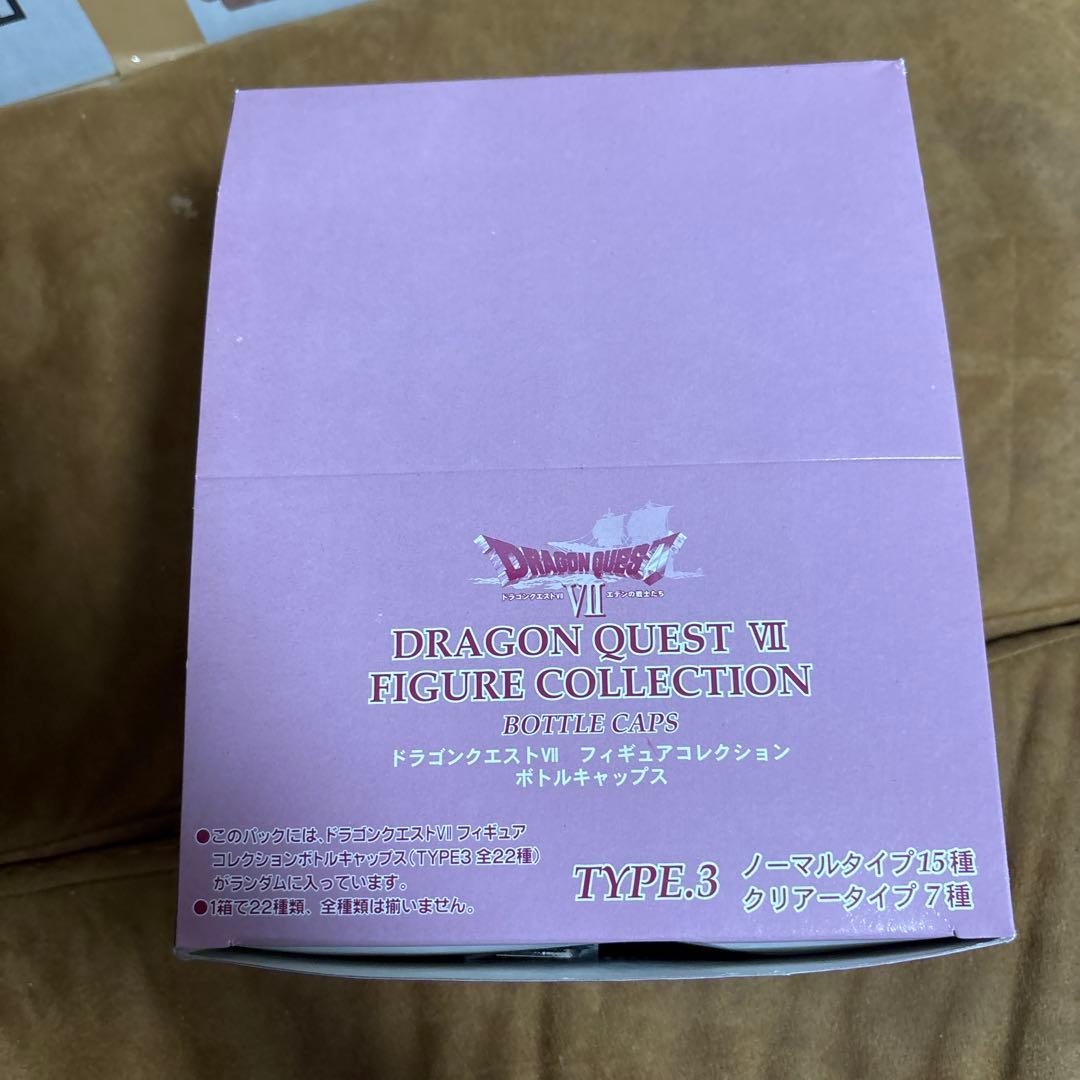 DRAGON QUEST
ドラゴンクエストVII エデンの戦士たち
VII
DRAGON QUEST VII
FIGURE COLLECTION
BOTTLE CAPS
ドラゴンクエストVII フィギュアコレクション
ボトルキャップス
●このパックには、ドラゴンクエストVII フィギュア
コレクションボトルキャップス(TYPE3 全22種)
がランダムに入っています。
●1箱で22種類、全種類は揃いません。
TYPE.3
ノーマルタイプ15種
クリアータイプ7種